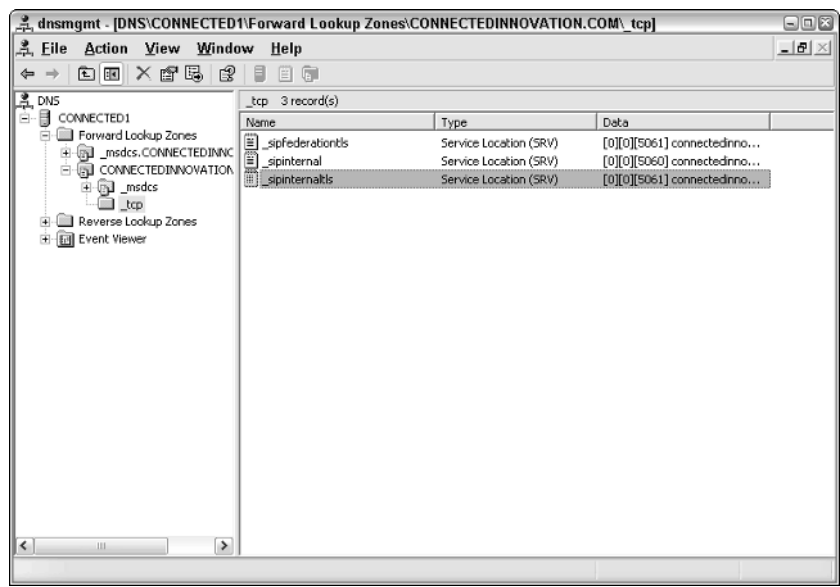 dnsmgmt - [DNS\CONNECTED1\Forward Lookup Zones\CONNECTEDINNOVATION.COM\_tcp]
File Action View Window Help
DNS
CONNECTED1
Forward Lookup Zones
_msdcs.CONNECTEDINNC
CONNECTEDINNOVATION
_msdcs
_tcp
Reverse Lookup Zones
Event Viewer
_tcp 3 record(s)
Name Type Data
_sipfederationtls Service Location (SRV) [0][0][5061] connectedinno...
_sipinternal Service Location (SRV) [0][0][5060] connectedinno...
_sipinternaltls Service Location (SRV) [0][0][5061] connectedinno...